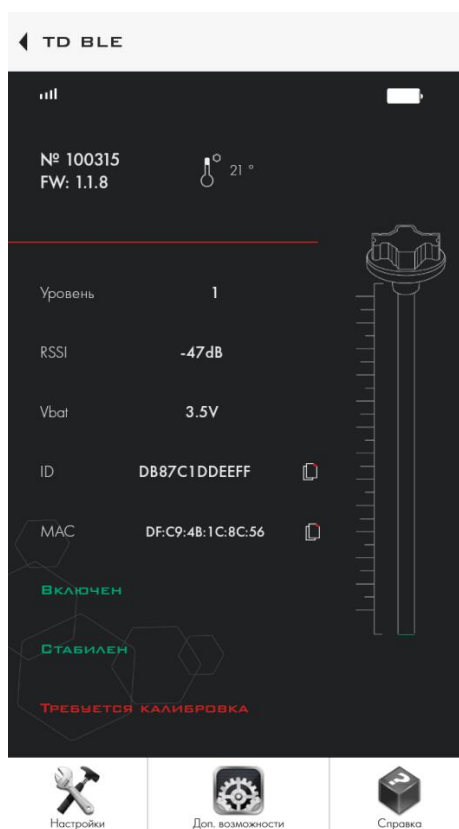 TD BLE
№ 100315
FW: 1.1.8
21 °
Уровень 1
RSSI -47dB
Vbat 3.5V
ID DB87C1DDEEFF
MAC DF:C9:4B:1C:8C:56
Включен
Стабилен
Требуется калибровка
Настройки Доп. возможности Справка